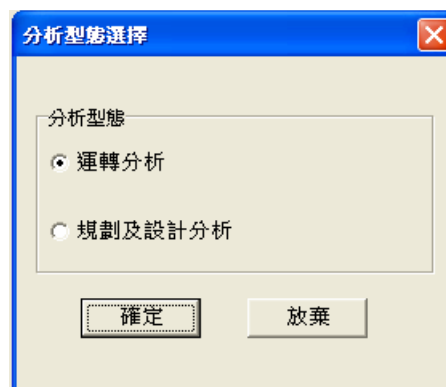 分析型態選擇
分析型態
運轉分析
規劃及設計分析
確定
放棄